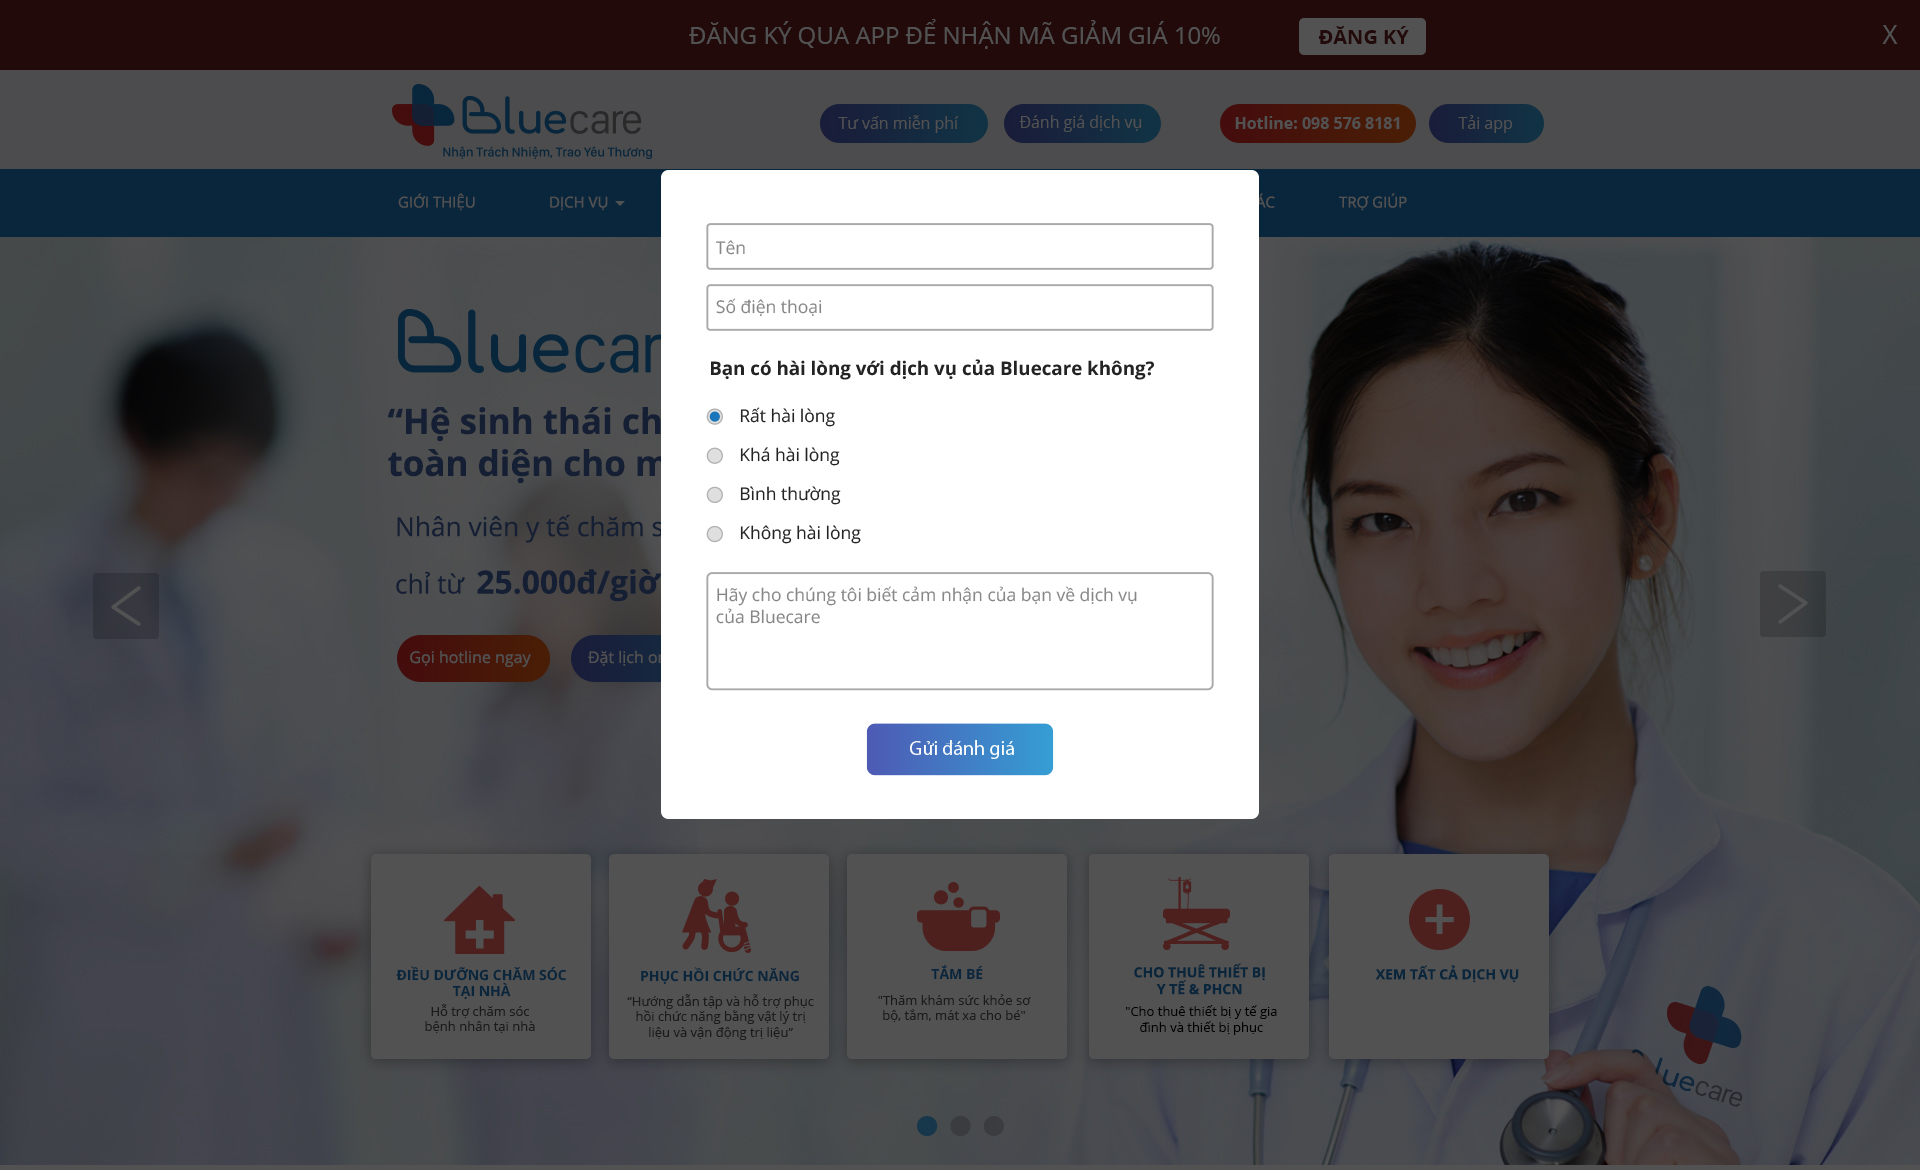 ĐĂNG KÝ QUA APP ĐỂ NHẬN MÃ GIẢM GIÁ 10%
ĐĂNG KÝ
X
Bluecare
Nhận Trách Nhiệm, Trao Yêu Thương
Tư vấn miễn phí
Đánh giá dịch vụ
Hotline: 098 576 8181
Tải app
GIỚI THIỆU
DỊCH VỤ
ÁC
TRỢ GIÚP
Tên
Số điện thoại
Bạn có hài lòng với dịch vụ của Bluecare không?
Rất hài lòng
Khá hài lòng
Bình thường
Không hài lòng
Hãy cho chúng tôi biết cảm nhận của bạn về dịch vụ
của Bluecare
Gửi đánh giá
Bluecar
“Hệ sinh thái ch
toàn diện cho m
Nhân viên y tế chăm s
chỉ từ 25.000đ/giờ
Gọi hotline ngay
Đặt lịch on
ĐIỀU DƯỠNG CHĂM SÓC
TẠI NHÀ
Hỗ trợ chăm sóc
bệnh nhân tại nhà
PHỤC HỒI CHỨC NĂNG
“Hướng dẫn tập và hỗ trợ phục
hồi chức năng bằng vật lý trị
liệu và vận động trị liệu”
TẮM BÉ
"Thăm khám sức khỏe sơ
bộ, tắm, mát xa cho bé"
CHO THUÊ THIẾT BỊ
Y TẾ & PHCN
"Cho thuê thiết bị y tế gia
đình và thiết bị phục
XEM TẤT CẢ DỊCH VỤ
luecare